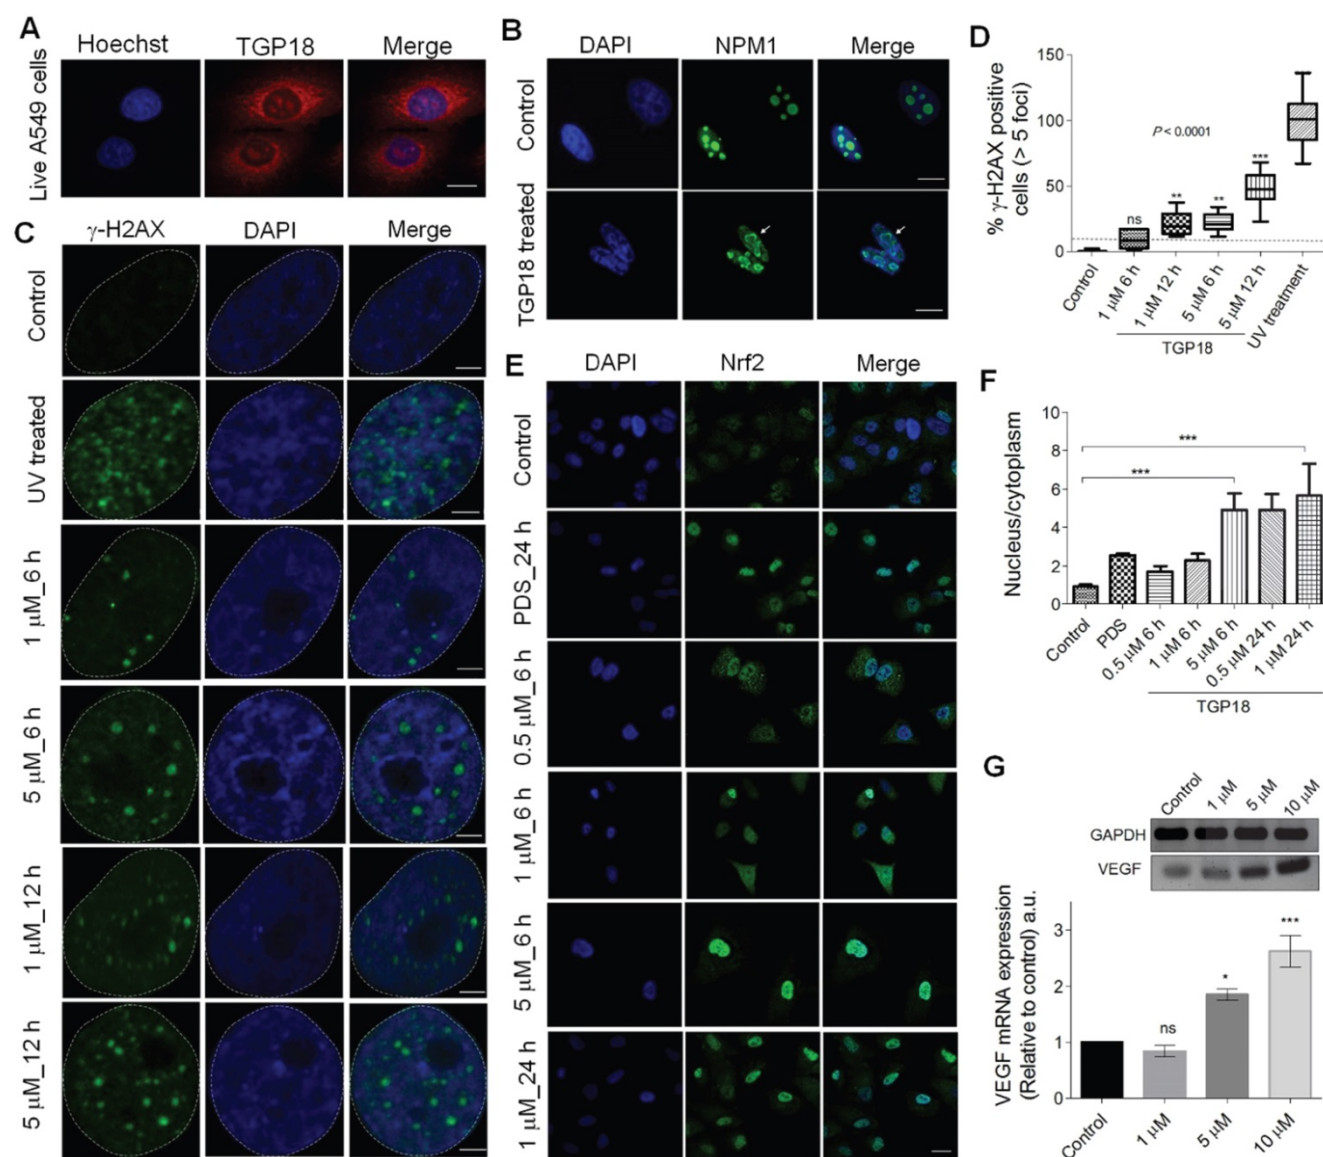 A
Hoechst
TGP18
Merge
Live A549 cells
B
DAPI
NPM1
Merge
Control
TGP18 treated
C
γ-H2AX
DAPI
Merge
Control
UV treated
1 μM_6 h
5 μM_6 h
1 μM_12 h
5 μM_12 h
D
% γ-H2AX positive
cells (> 5 foci)
150
100
50
0
P < 0.0001
ns
**
**
***
Control
1 μM 6 h
1 μM 12 h
5 μM 6 h
5 μM 12 h
UV treatment
TGP18
E
DAPI
Nrf2
Merge
Control
PDS_24 h
0.5 μM_6 h
1 μM_6 h
5 μM_6 h
1 μM_24 h
F
Nucleus/cytoplasm
10
8
6
4
2
0
***
***
Control
PDS
0.5 μM 6 h
1 μM 6 h
5 μM 6 h
0.5 μM 24 h
1 μM 24 h
TGP18
G
Control
1 μM
5 μM
10 μM
GAPDH
VEGF
VEGF mRNA expression
(Relative to control) a.u.
3
2
1
0
ns
*
***
Control
1 μM
5 μM
10 μM